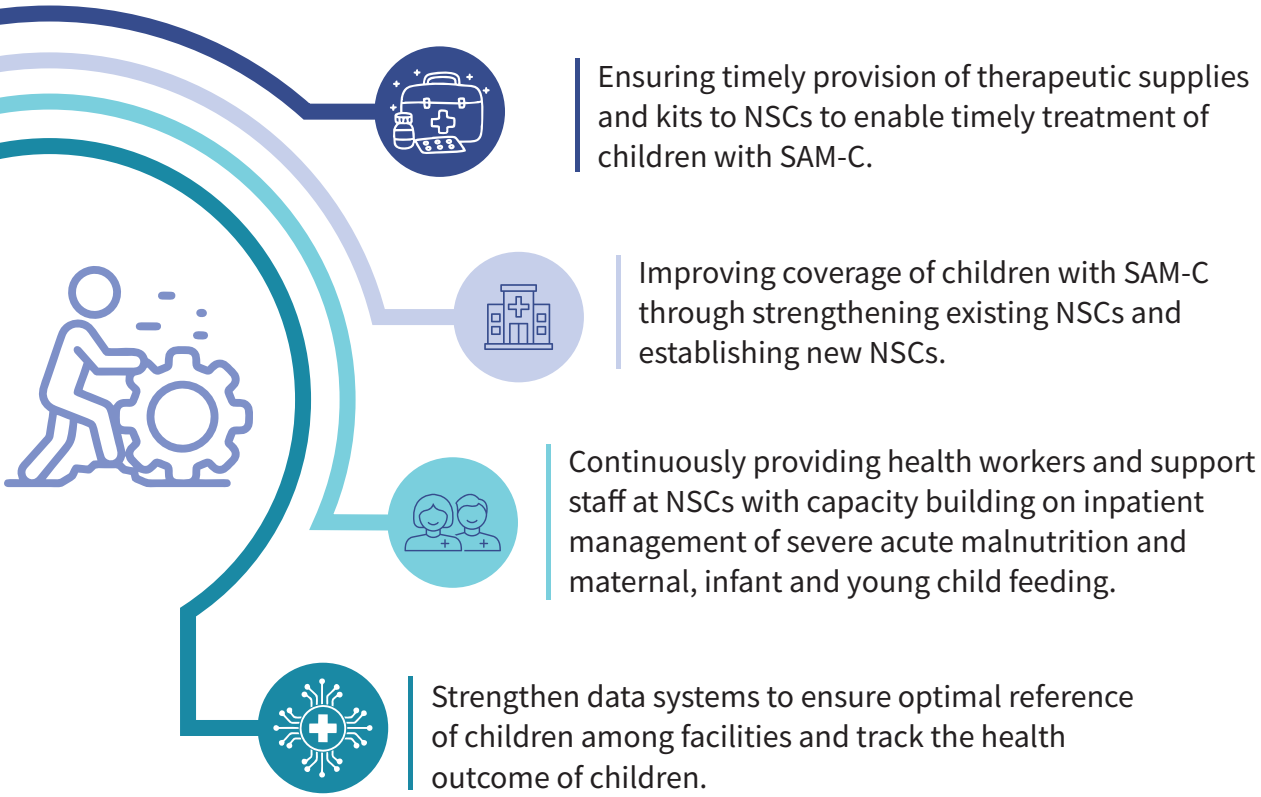 Ensuring timely provision of therapeutic supplies
and kits to NSCs to enable timely treatment of
children with SAM-C.
Improving coverage of children with SAM-C
through strengthening existing NSCs and
establishing new NSCs.
Continuously providing health workers and support
staff at NSCs with capacity building on inpatient
management of severe acute malnutrition and
maternal, infant and young child feeding.
Strengthen data systems to ensure optimal reference
of children among facilities and track the health
outcome of children.